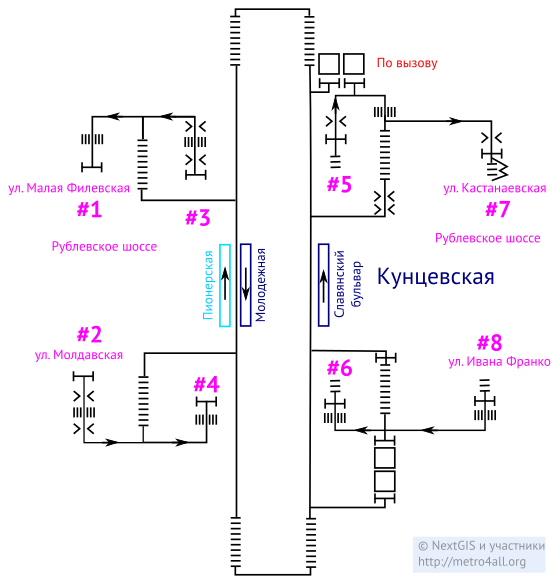 По вызову
ул. Малая Филевская
#1
#3
#5
ул. Кастанаевская
#7
Рублевское шоссе
Рублевское шоссе
Пионерская
Молодежная
Славянский
бульвар
Кунцевская
#2
ул. Молдавская
#4
#6
#8
ул. Ивана Франко
© NextGIS и участники
http://metro4all.org